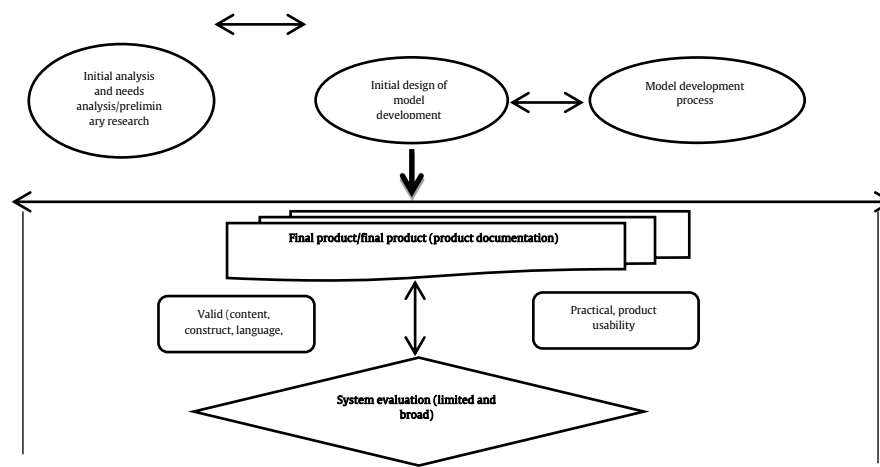 Initial analysis
and needs
analysis/prelimin
ary research
Initial design of
model
development
Model development
process
Final product/final product (product documentation)
Valid (content,
construct, language,
Practical, product
usability
System evaluation (limited and
broad)